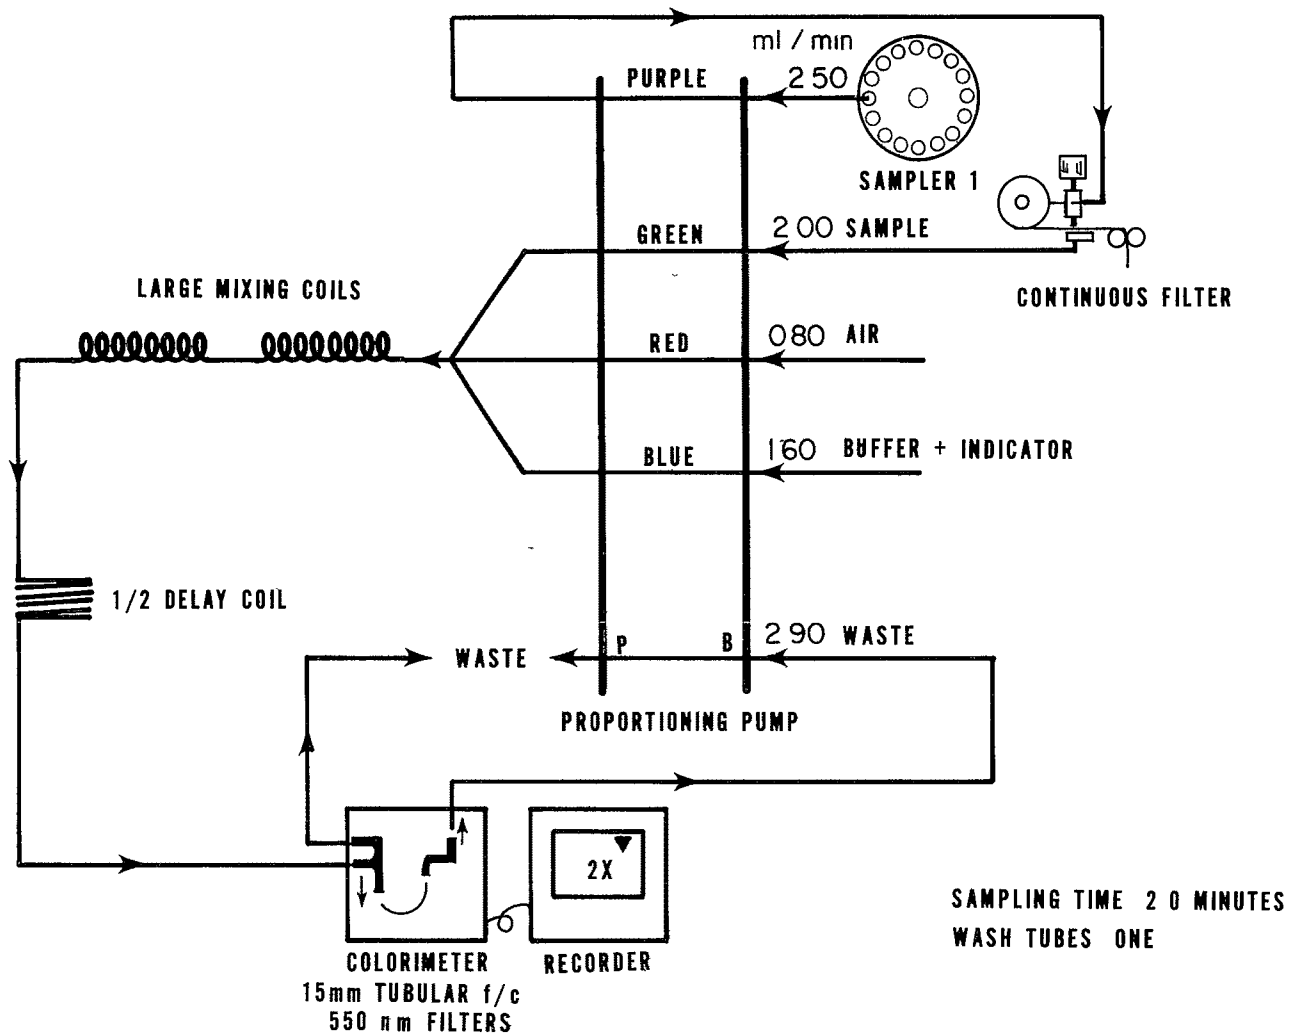 ml / min
PURPLE
2 50
SAMPLER 1
GREEN
2 00 SAMPLE
CONTINUOUS FILTER
LARGE MIXING COILS
RED
0 80 AIR
BLUE
1 60 BUFFER + INDICATOR
1/2 DELAY COIL
P
B
2 90 WASTE
WASTE
PROPORTIONING PUMP
2X
SAMPLING TIME 2 0 MINUTES
WASH TUBES ONE
COLORIMETER
15mm TUBULAR f/c
550 nm FILTERS
RECORDER